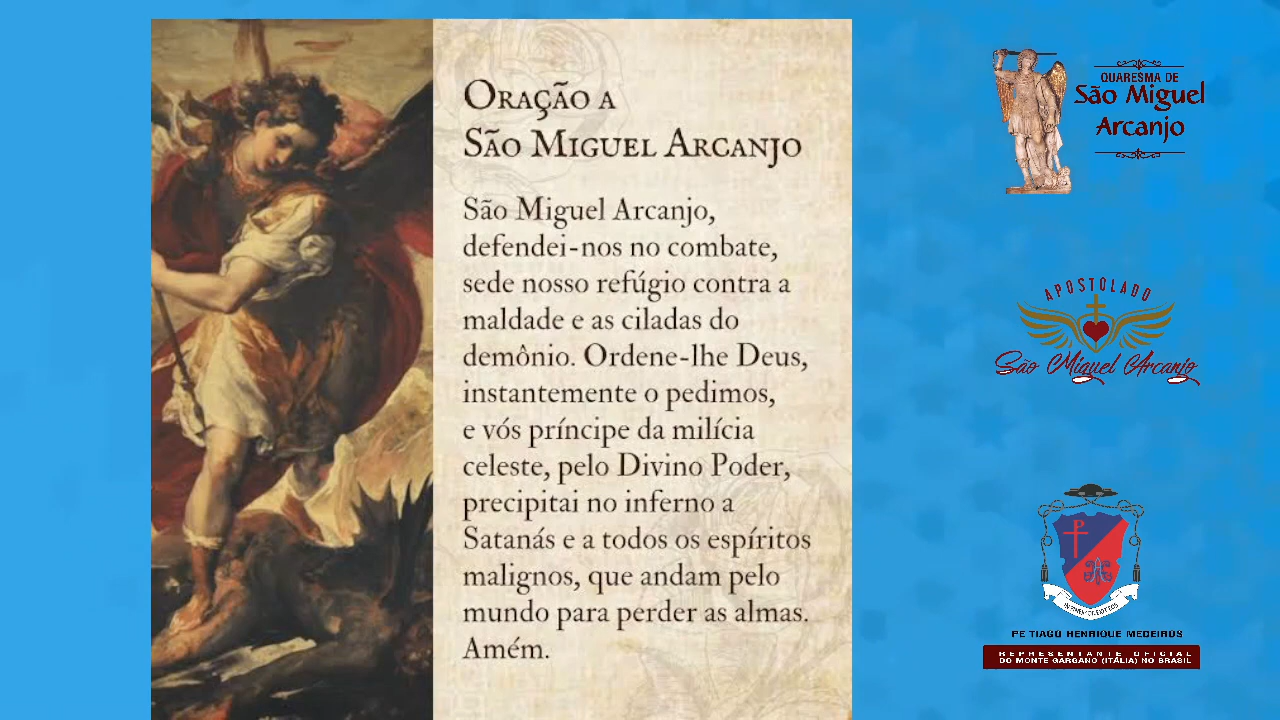 Oração a
São Miguel Arcanjo
São Miguel Arcanjo,
defendei-nos no combate,
sede nosso refúgio contra a
maldade e as ciladas do
demônio. Ordene-lhe Deus,
instantemente o pedimos,
e vós príncipe da milícia
celeste, pelo Divino Poder,
precipitai no inferno a
Satanás e a todos os espíritos
malignos, que andam pelo
mundo para perder as almas.
Amém.
QUARESMA DE
São Miguel
Arcanjo
APOSTOLADO
São Miguel Arcanjo
PE TIAGO HENRIQUE MEDEIROS
REPRESENTANTE OFICIAL
DO MONTE GARGANO (ITÁLIA) NO BRASIL